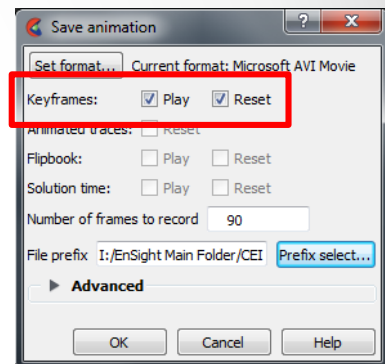 Save animation
Set format... Current format: Microsoft AVI Movie
Keyframes: Play Reset
Animated traces: Reset
Flipbook: Play Reset
Solution time: Play Reset
Number of frames to record 90
File prefix I:/EnSight Main Folder/CEI Prefix select...
Advanced
OK Cancel Help